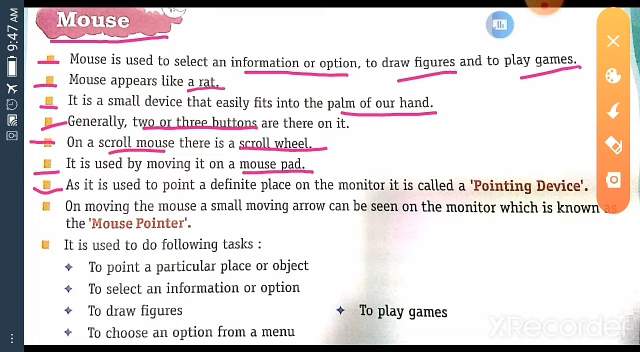 9:47 AM
Mouse
Mouse is used to select an information or option, to draw figures and to play games.
Mouse appears like a rat.
It is a small device that easily fits into the palm of our hand.
Generally, two or three buttons are there on it.
On a scroll mouse there is a scroll wheel.
It is used by moving it on a mouse pad.
As it is used to point a definite place on the monitor it is called a 'Pointing Device'.
On moving the mouse a small moving arrow can be seen on the monitor which is known as
the 'Mouse Pointer'.
It is used to do following tasks :
To point a particular place or object
To select an information or option
To draw figures
To play games
To choose an option from a menu
XRecorder